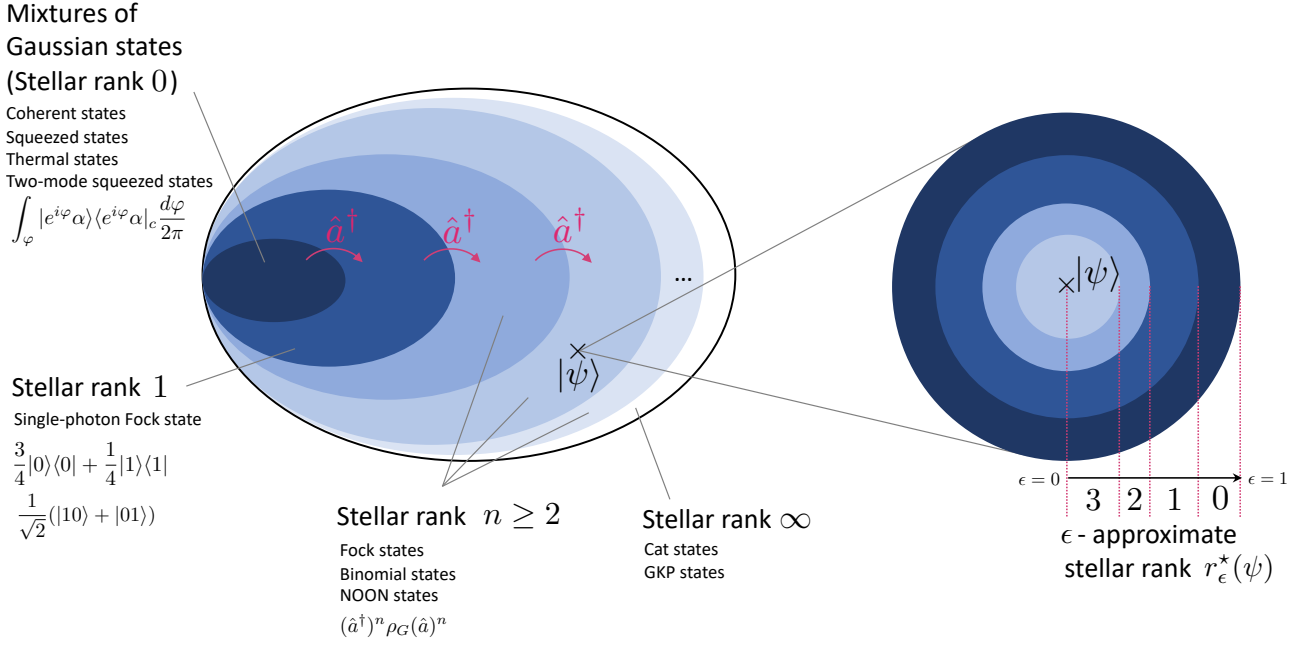 Mixtures of
Gaussian states
(Stellar rank 0)
Coherent states
Squeezed states
Thermal states
Two-mode squeezed states
∫_φ |e^{iφ}α⟩⟨e^{iφ}α|_c dφ/2π
Stellar rank 1
Single-photon Fock state
3/4|0⟩⟨0| + 1/4|1⟩⟨1|
1/√2(|10⟩ + |01⟩)
â† â† â†
...
|ψ⟩
Stellar rank n ≥ 2
Fock states
Binomial states
NOON states
(â†)^n ρ_G(â)^n
Stellar rank ∞
Cat states
GKP states
|ψ⟩
ϵ = 0 ϵ = 1
3 2 1 0
ϵ - approximate
stellar rank r^⋆_ϵ(ψ)